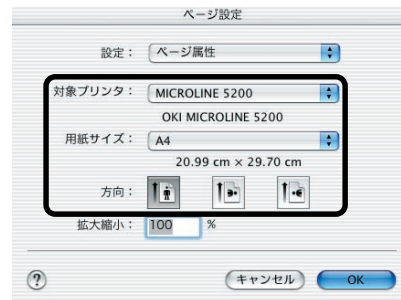 ページ設定
設定： ページ属性
対象プリンタ： MICROLINE 5200
OKI MICROLINE 5200
用紙サイズ： A4
20.99 cm × 29.70 cm
方向：
拡大縮小： 100 %
? キャンセル OK